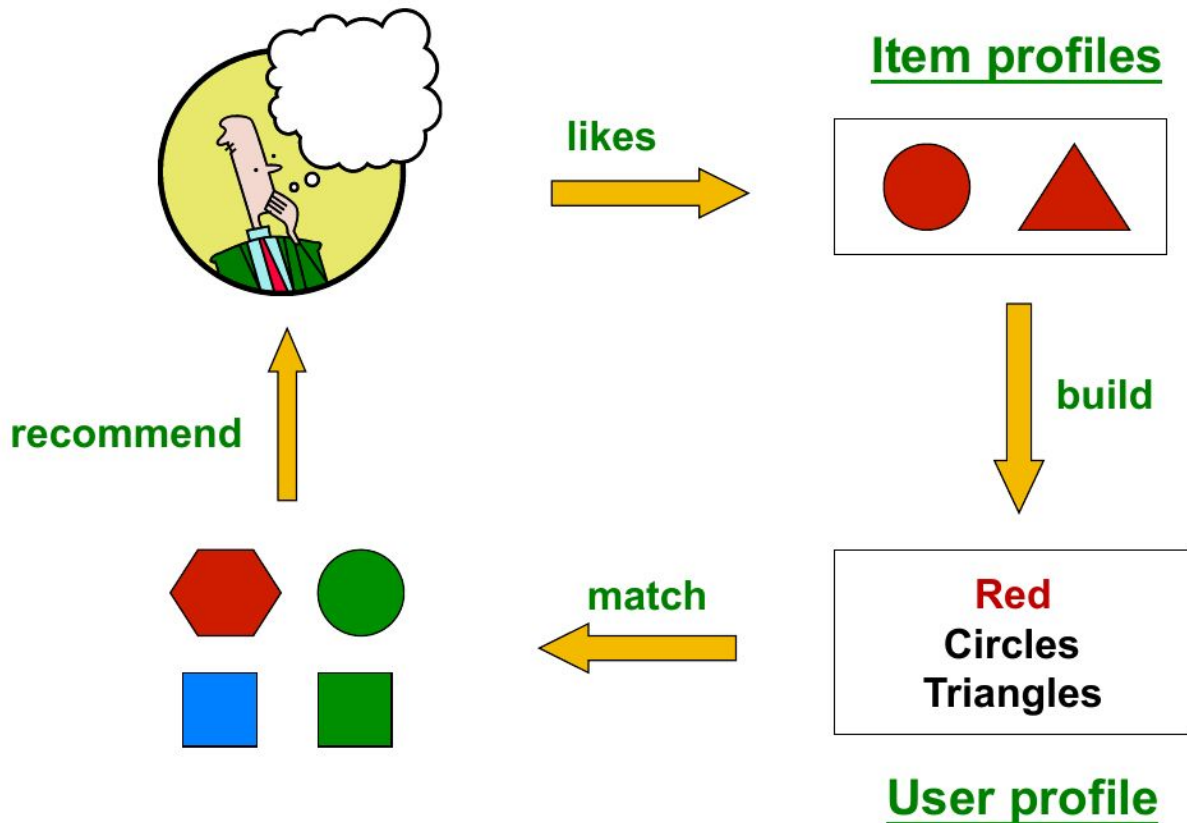 Item profiles
likes
build
recommend
match
Red
Circles
Triangles
User profile